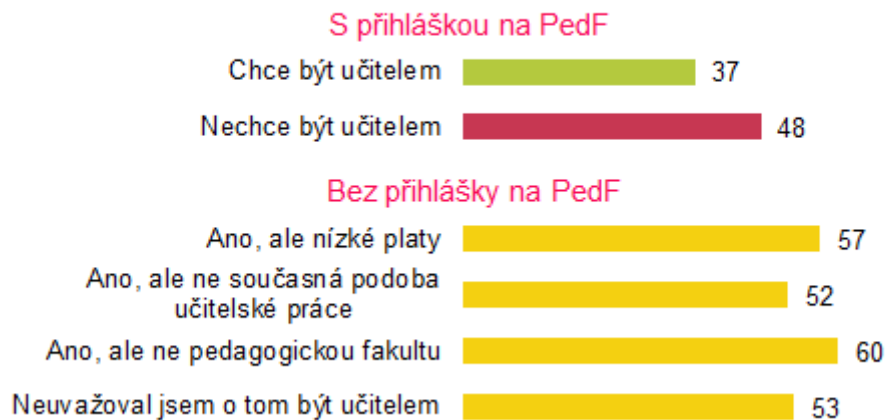 S přihláškou na PedF
Chce být učitelem 37
Nechce být učitelem 48
Bez přihlášky na PedF
Ano, ale nízké platy 57
Ano, ale ne současná podoba
učitelské práce 52
Ano, ale ne pedagogickou fakultu 60
Neuvažoval jsem o tom být učitelem 53